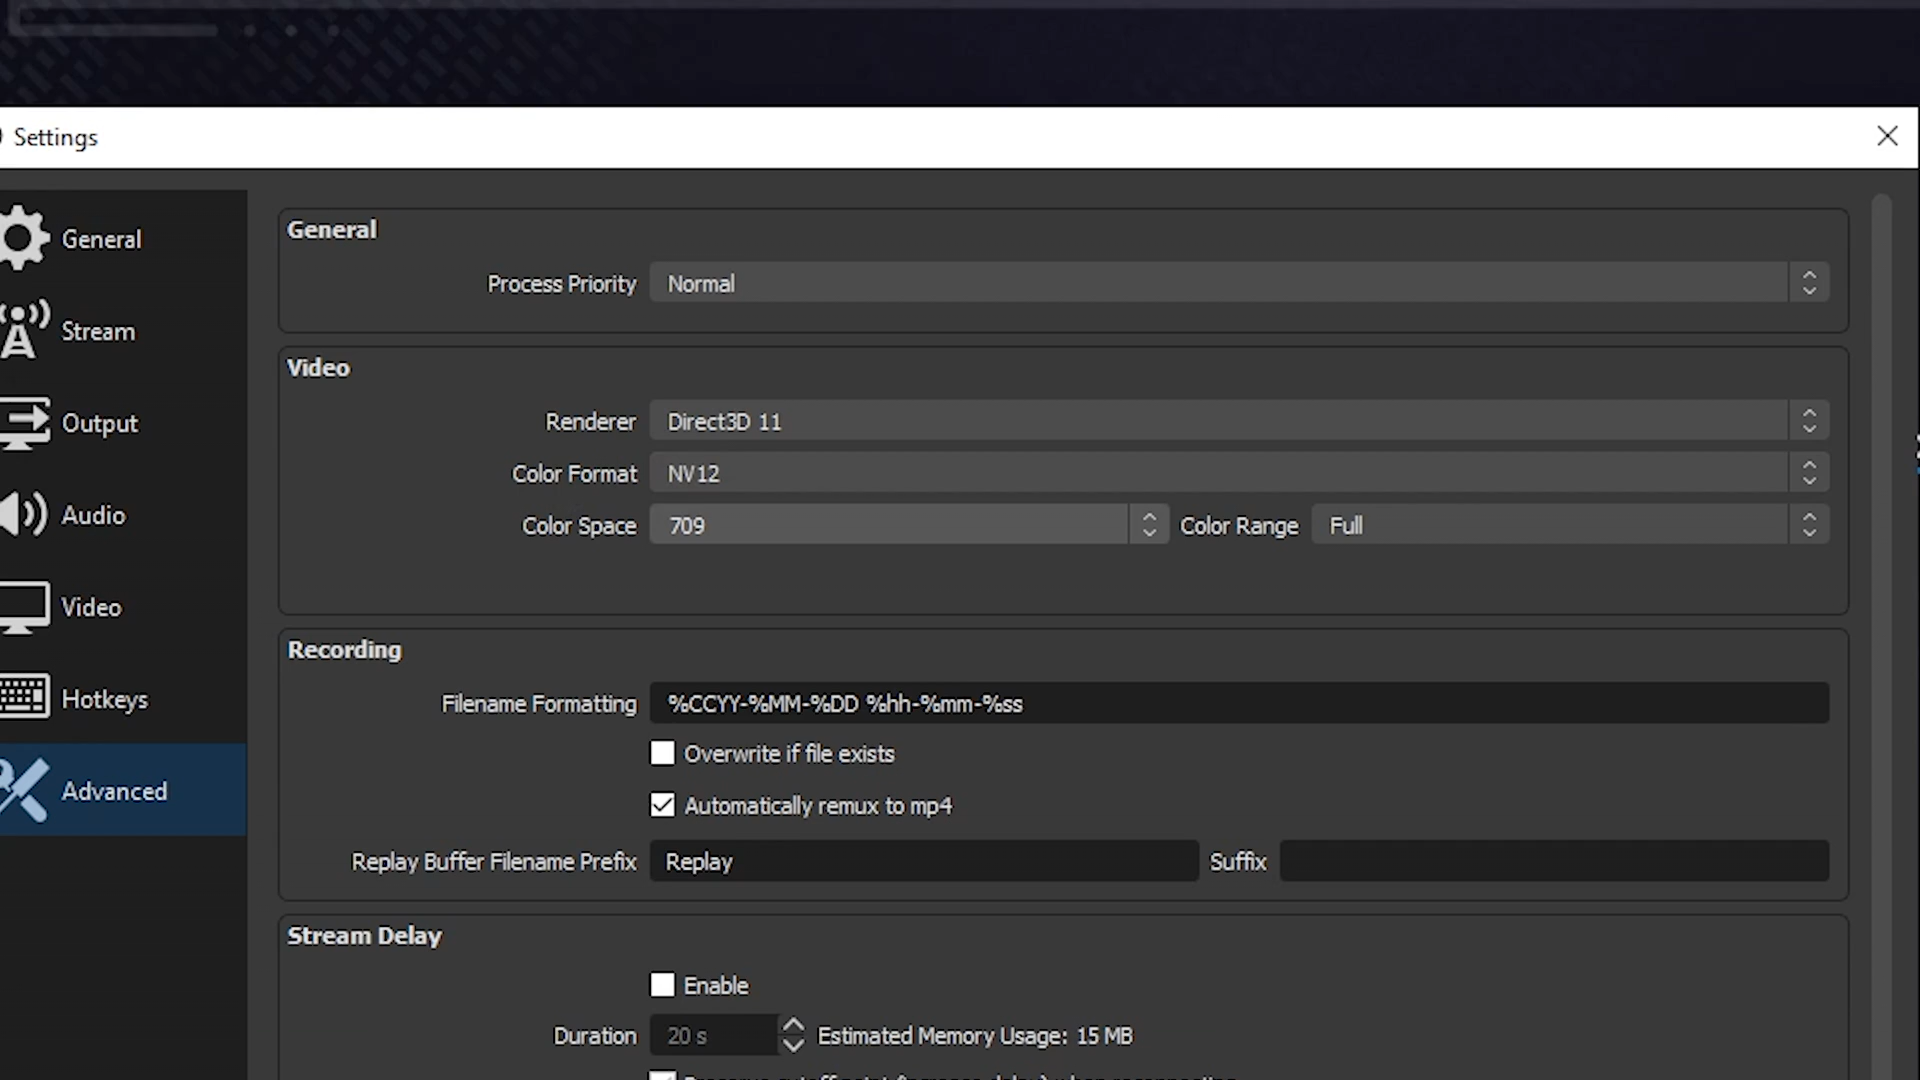 Settings
General
Stream
Output
Audio
Video
Hotkeys
Advanced
General
Process Priority Normal
Video
Renderer Direct3D 11
Color Format NV12
Color Space 709 Color Range Full
Recording
Filename Formatting %CCYY-%MM-%DD %hh-%mm-%ss
Overwrite if file exists
Automatically remux to mp4
Replay Buffer Filename Prefix Replay Suffix
Stream Delay
Enable
Duration 20 s Estimated Memory Usage: 15 MB